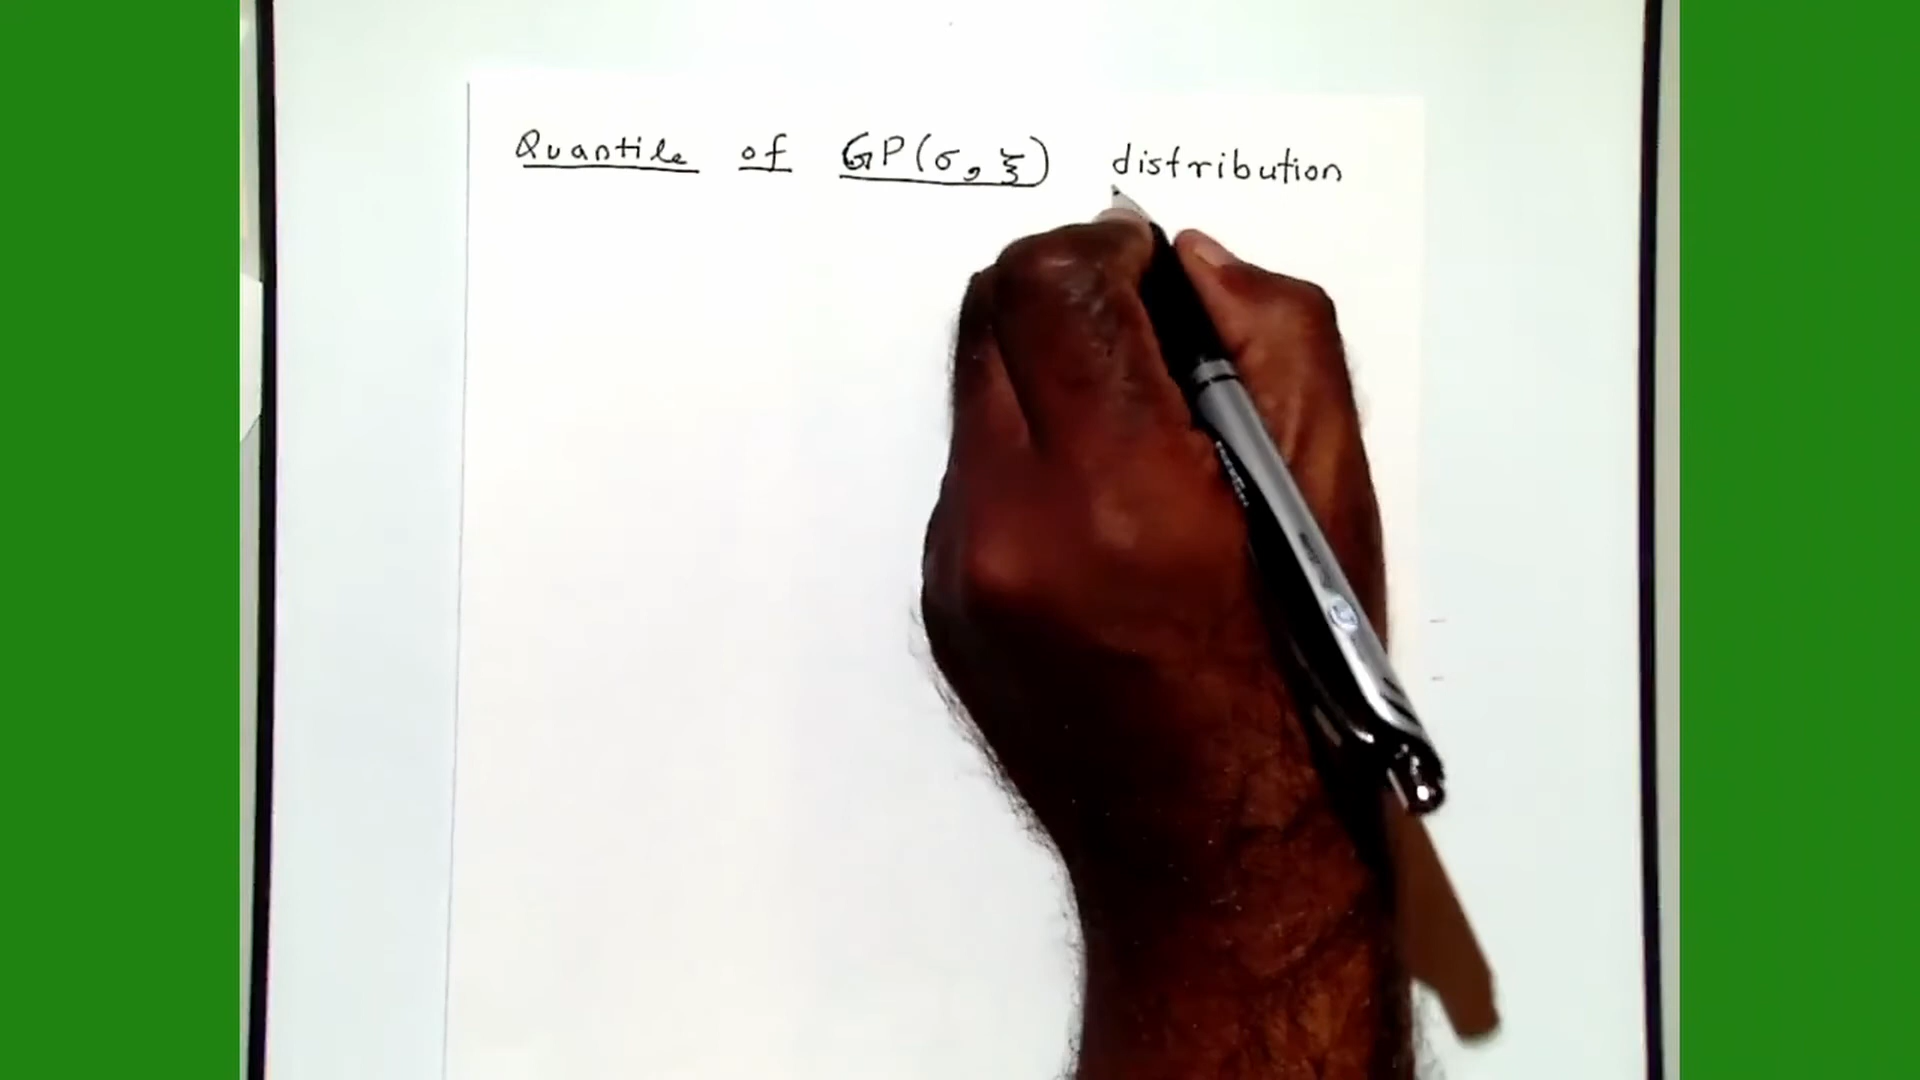 Quantile of GP(σ, ξ) distribution